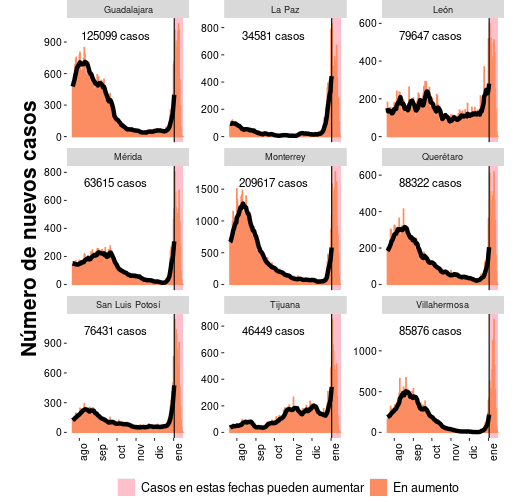 Número de nuevos casos
Guadalajara
La Paz
León
125099 casos
34581 casos
79647 casos
900
600
300
0
800
600
400
200
0
600
400
200
0
Mérida
Monterrey
Querétaro
63615 casos
209617 casos
88322 casos
800
600
400
200
0
1500
1000
500
0
600
400
200
0
San Luis Potosí
Tijuana
Villahermosa
76431 casos
46449 casos
85876 casos
900
600
300
0
800
600
400
200
0
1000
500
0
ago sep oct nov dic ene
ago sep oct nov dic ene
ago sep oct nov dic ene
Casos en estas fechas pueden aumentar En aumento